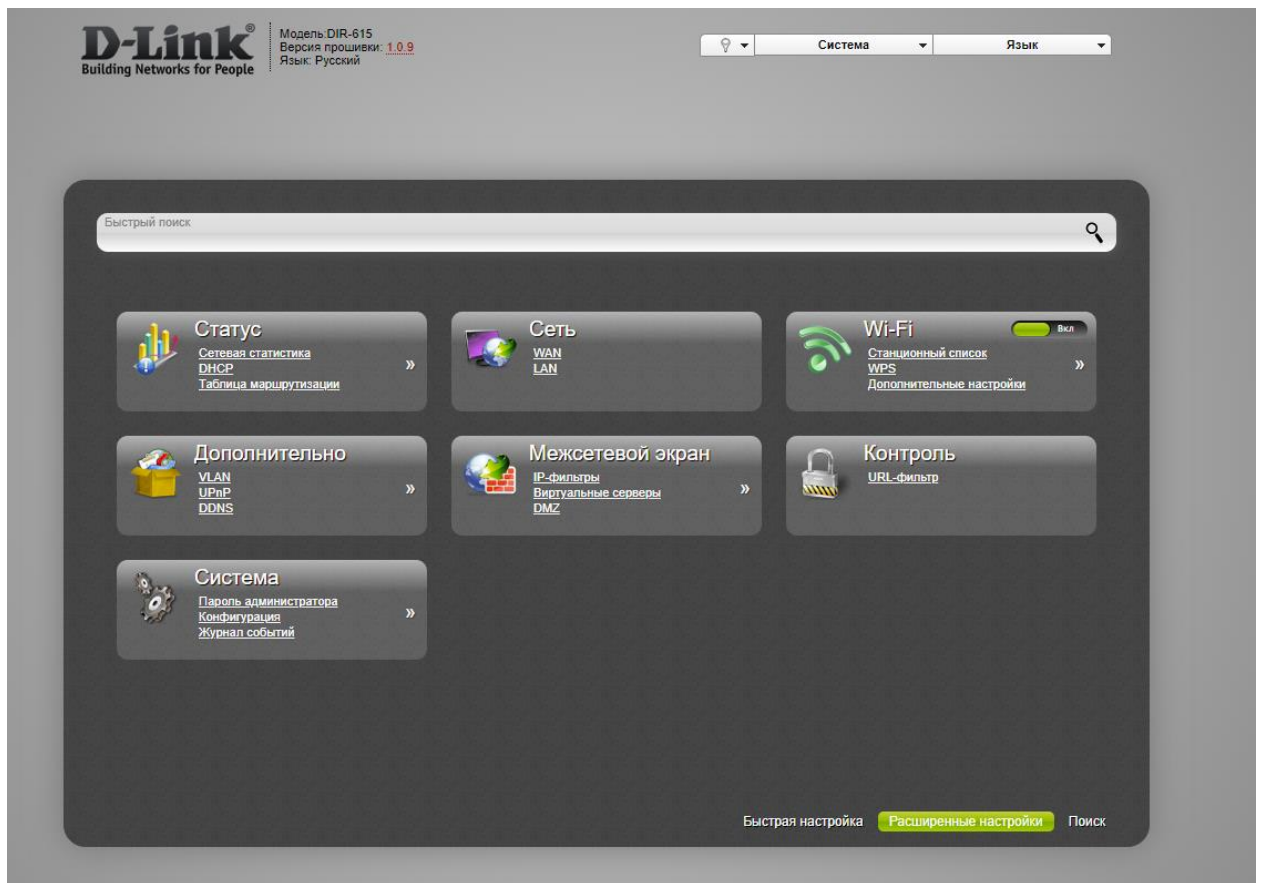 D-Link®
Building Networks for People
Модель:DIR-615
Версия прошивки: 1.0.9
Язык: Русский
Система
Язык
Быстрый поиск
Статус
Сетевая статистика
DHCP
Таблица маршрутизации
»
Сеть
WAN
LAN
Wi-Fi
Вкл
Станционный список
WPS
Дополнительные настройки
»
Дополнительно
VLAN
UPnP
DDNS
»
Межсетевой экран
IP-фильтры
Виртуальные серверы
DMZ
»
Контроль
URL-фильтр
Система
Пароль администратора
Конфигурация
Журнал событий
»
Быстрая настройка
Расширенные настройки
Поиск